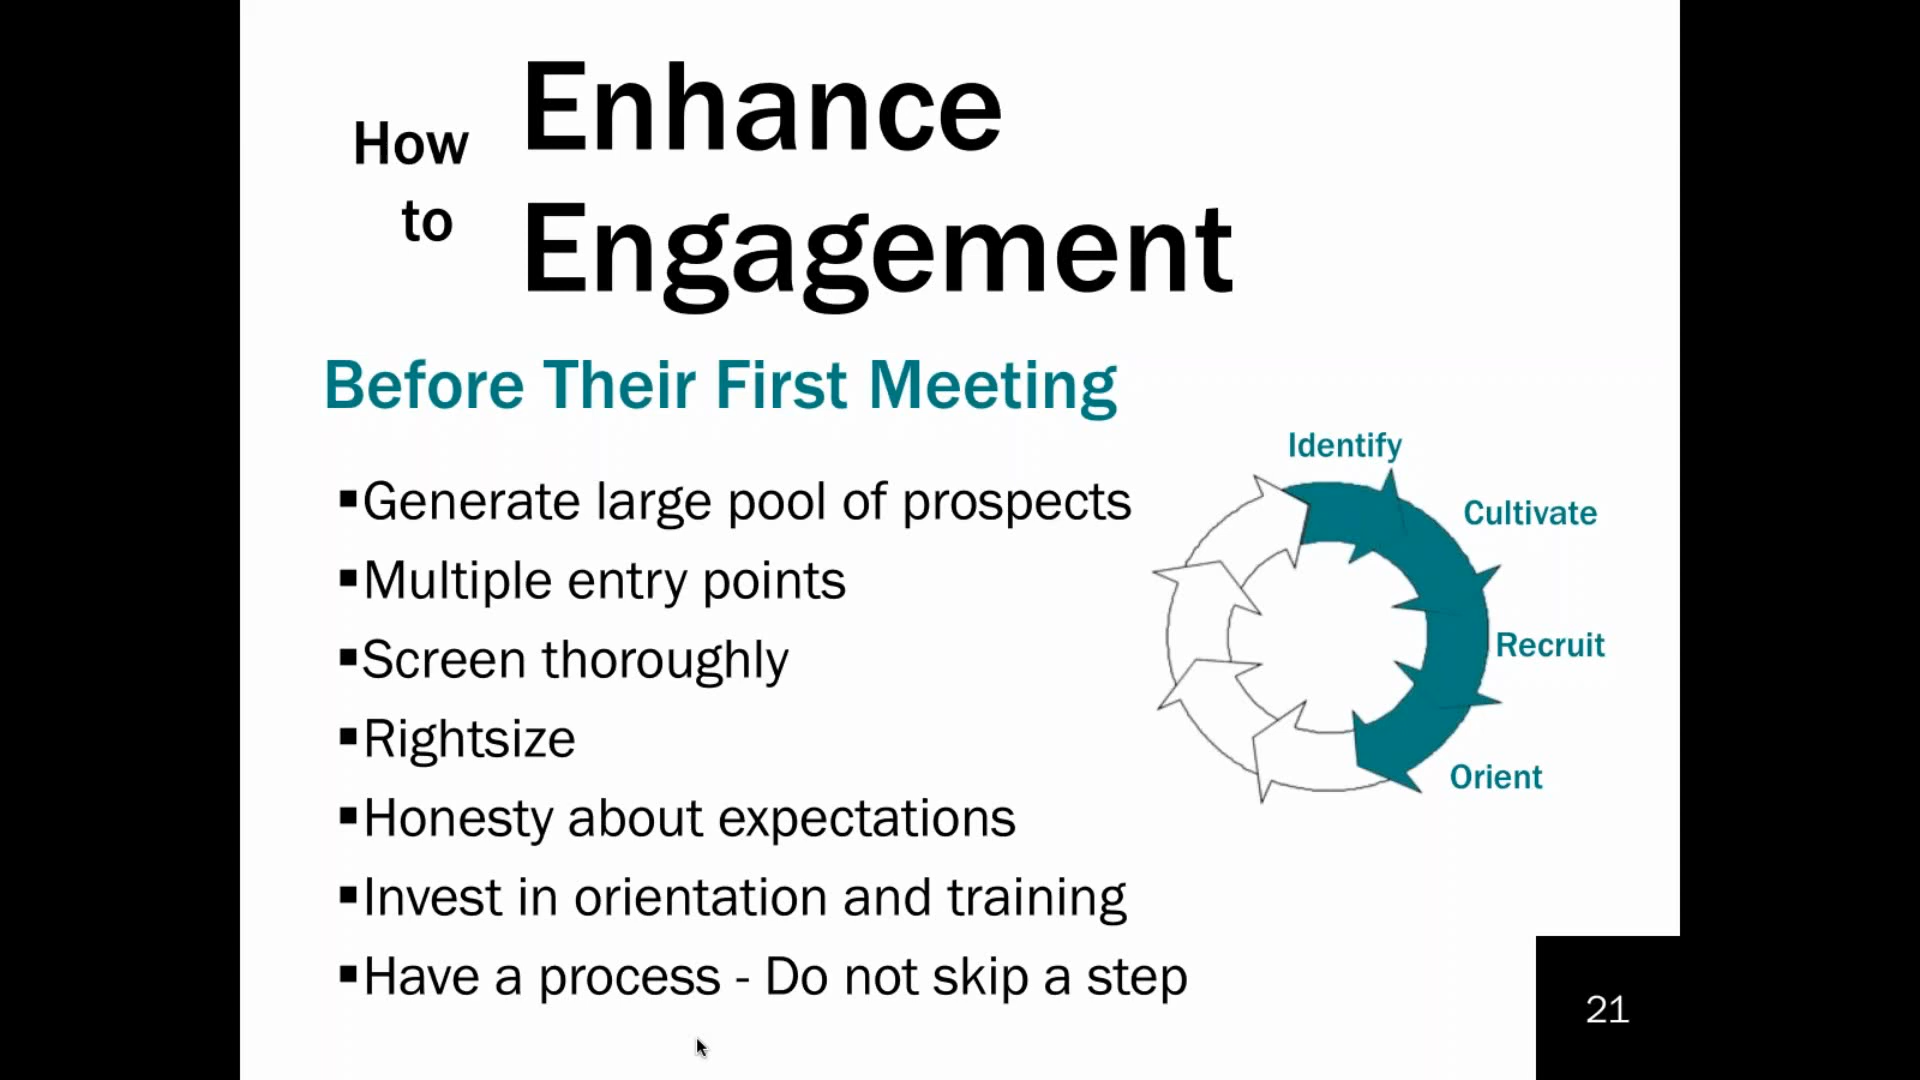 How
to
Enhance
Engagement
Before Their First Meeting
▪Generate large pool of prospects
▪Multiple entry points
▪Screen thoroughly
▪Rightsize
▪Honesty about expectations
▪Invest in orientation and training
▪Have a process - Do not skip a step
Identify
Cultivate
Recruit
Orient
21